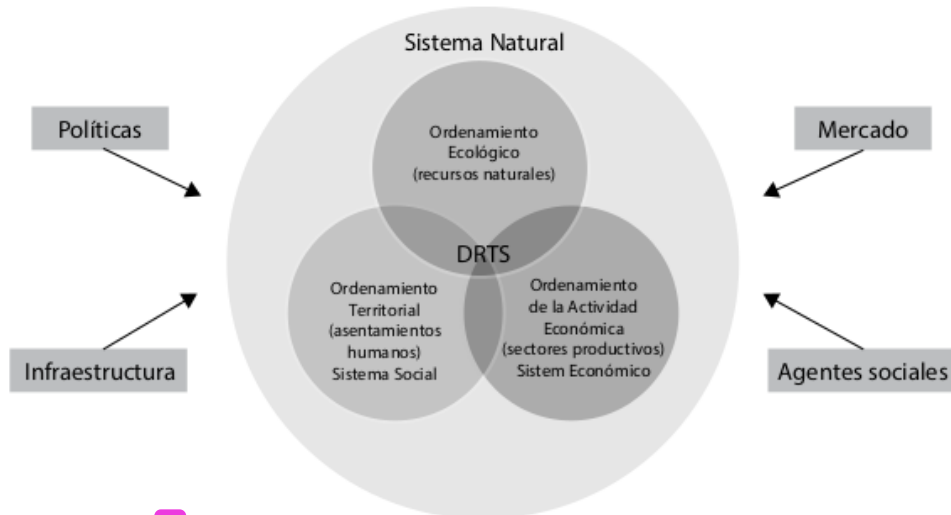 Sistema Natural
Políticas
Mercado
Ordenamiento
Ecológico
(recursos naturales)
DRTS
Ordenamiento
Territorial
(asentamientos
humanos)
Sistema Social
Ordenamiento
de la Actividad
Económica
(sectores productivos)
Sistem Económico
Infraestructura
Agentes sociales